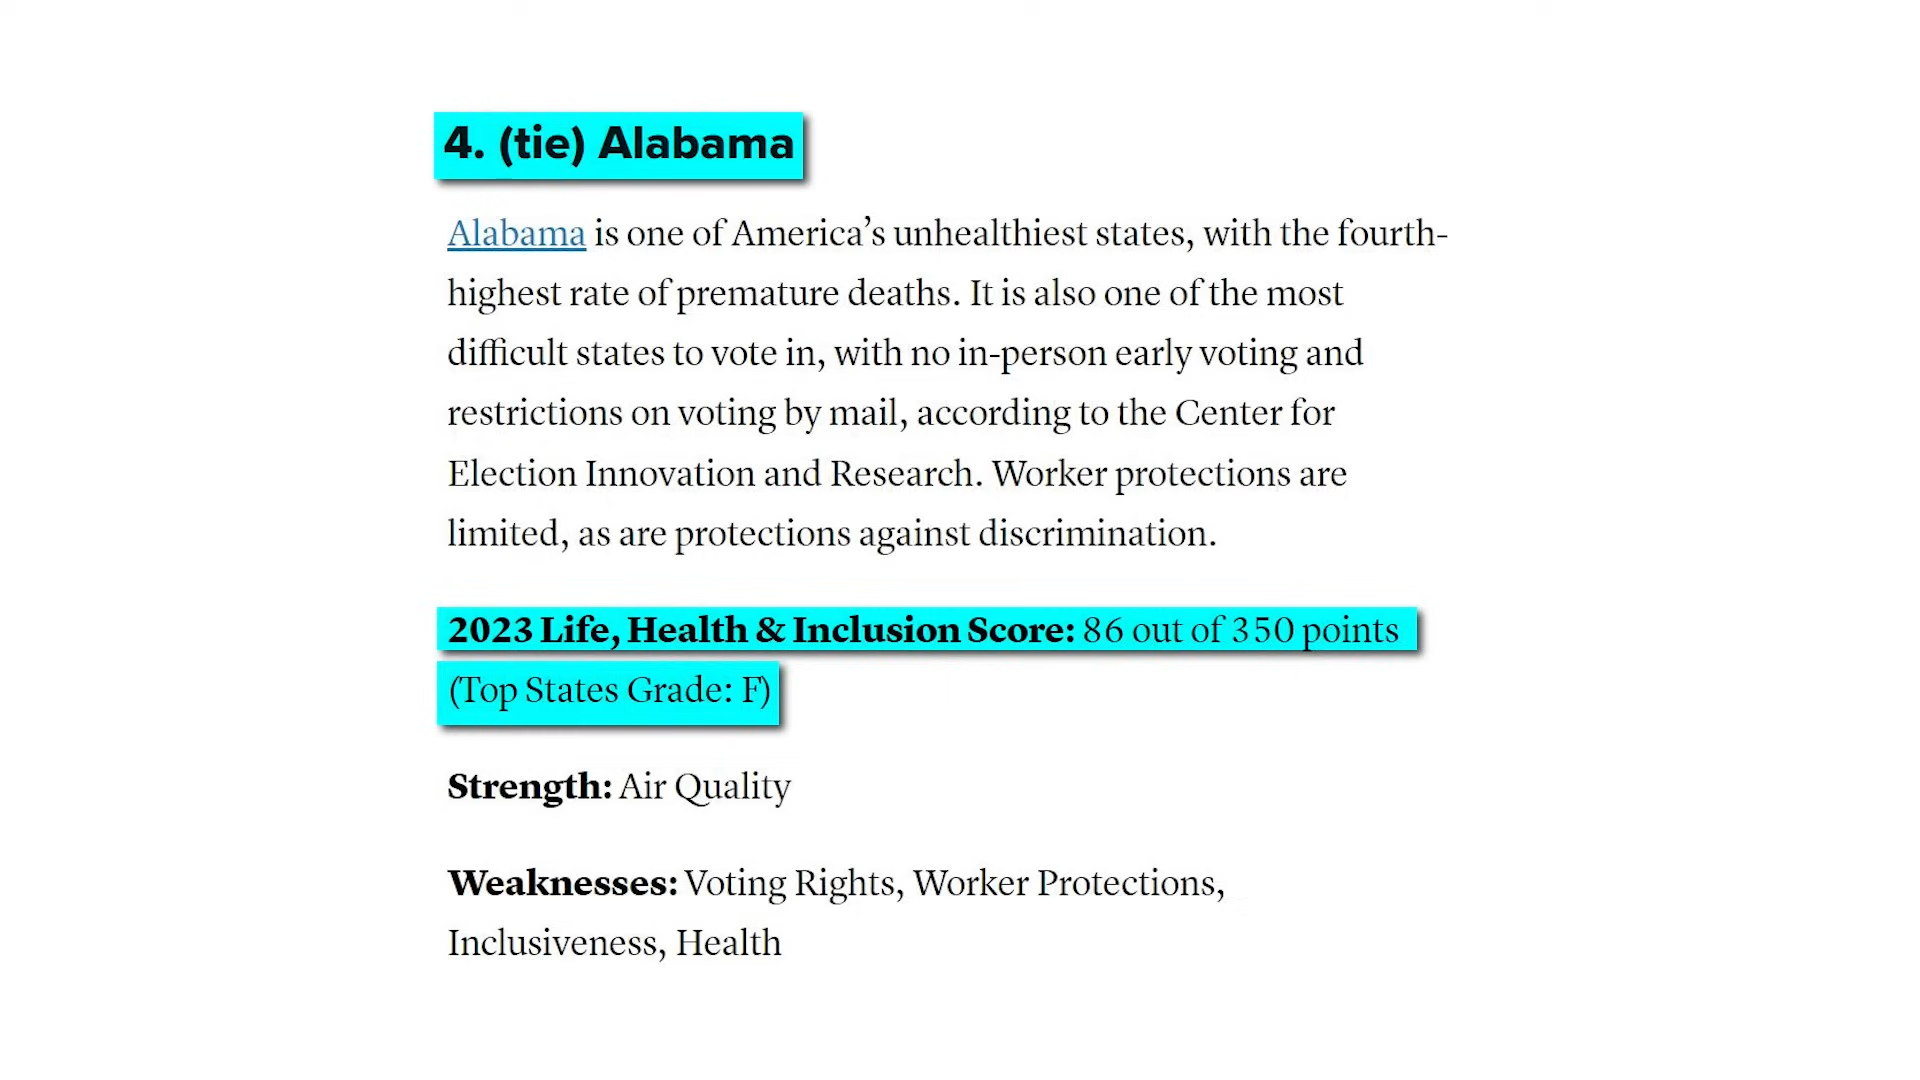 4. (tie) Alabama
Alabama is one of America’s unhealthiest states, with the fourth-
highest rate of premature deaths. It is also one of the most
difficult states to vote in, with no in-person early voting and
restrictions on voting by mail, according to the Center for
Election Innovation and Research. Worker protections are
limited, as are protections against discrimination.
2023 Life, Health & Inclusion Score: 86 out of 350 points
(Top States Grade: F)
Strength: Air Quality
Weaknesses: Voting Rights, Worker Protections,
Inclusiveness, Health